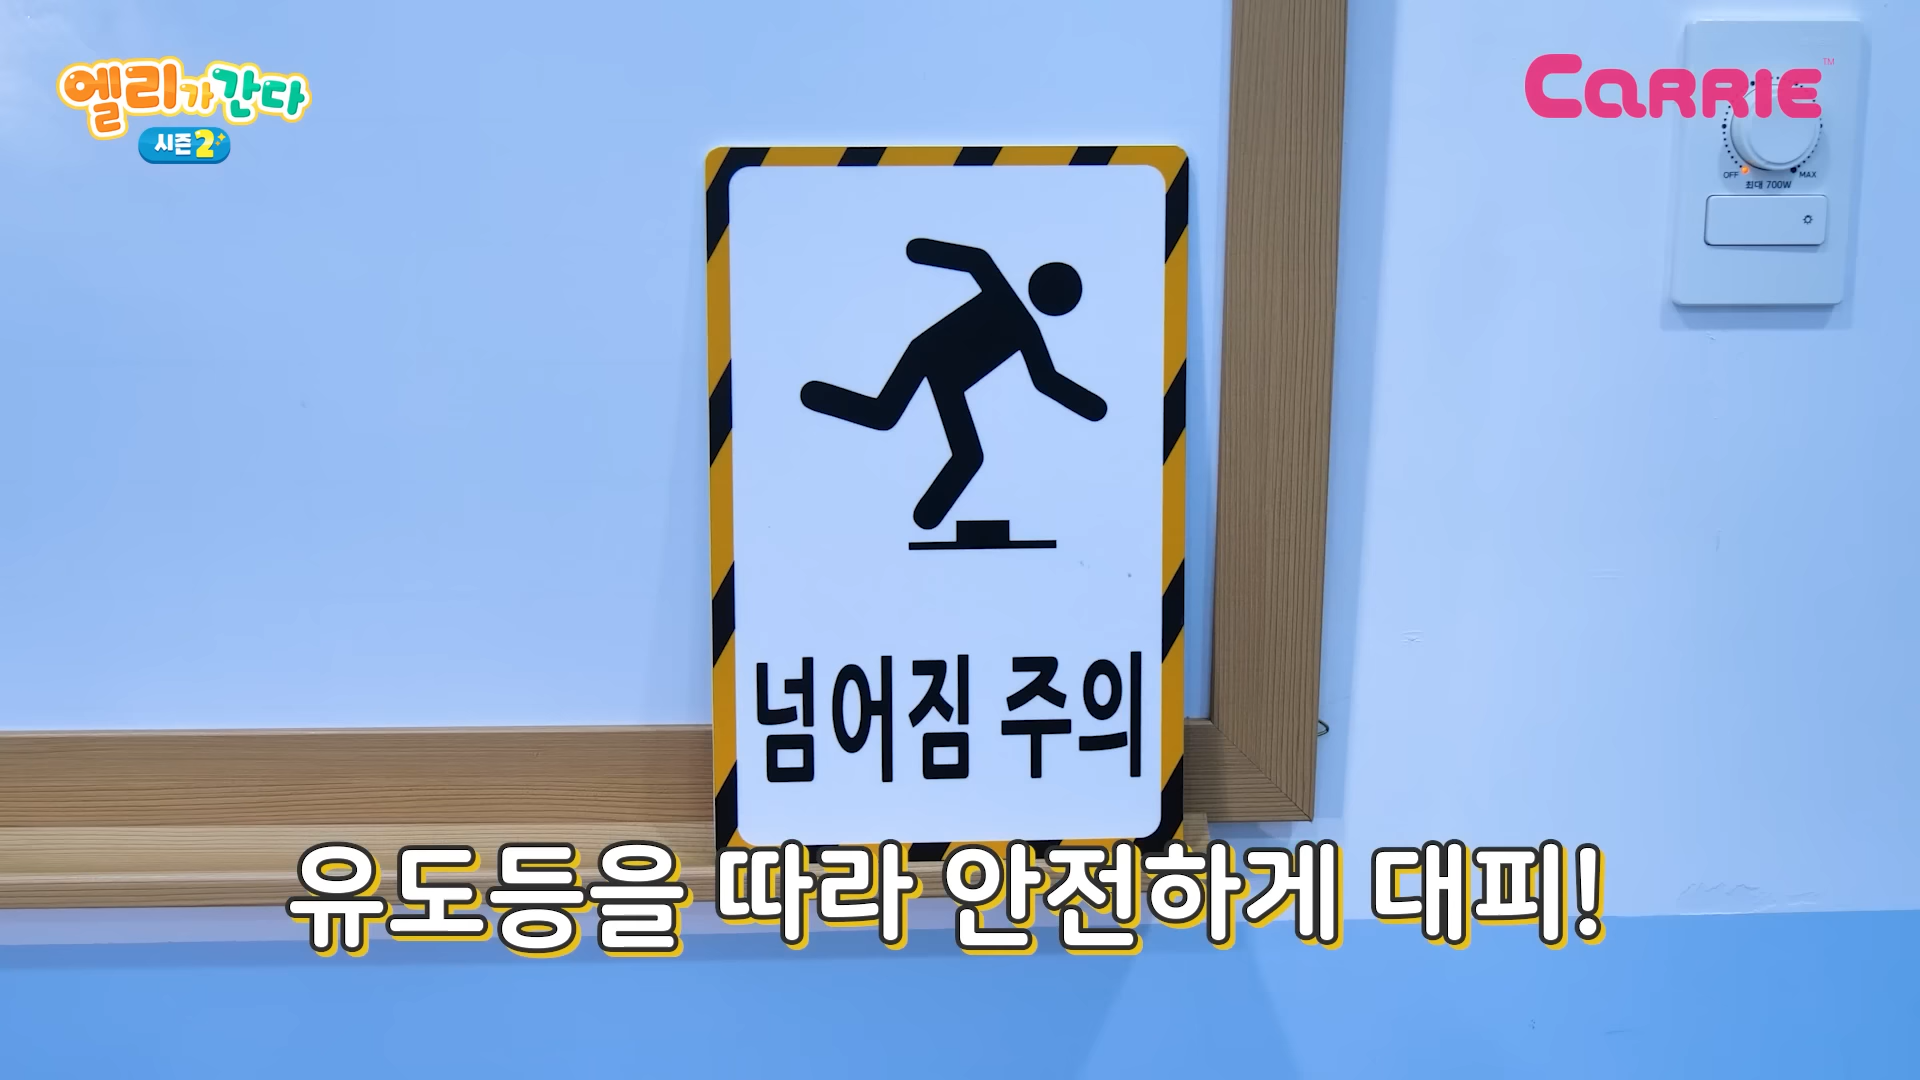 엘리가 간다
시즌2
CARRIE™
OFF
MAX
최대 700W
넘어짐 주의
유도등을 따라 안전하게 대피!